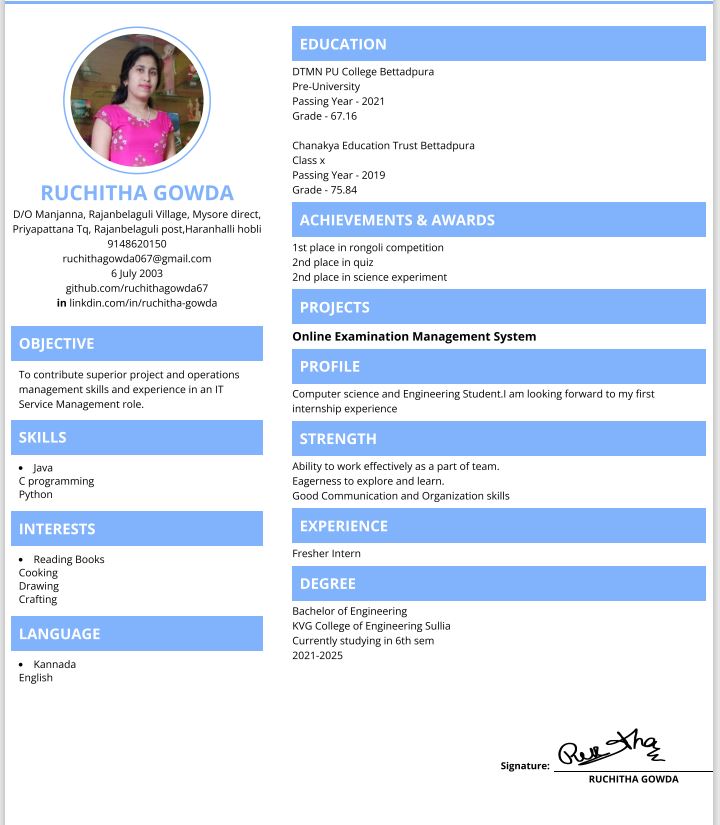 RUCHITHA GOWDA
D/O Manjanna, Rajanbelaguli Village, Mysore direct,
Priyapattana Tq, Rajanbelaguli post,Haranhalli hobli
9148620150
ruchithagowda067@gmail.com
6 July 2003
github.com/ruchithagowda67
in linkdin.com/in/ruchitha-gowda
OBJECTIVE
To contribute superior project and operations
management skills and experience in an IT
Service Management role.
SKILLS
• Java
C programming
Python
INTERESTS
• Reading Books
Cooking
Drawing
Crafting
LANGUAGE
• Kannada
English
EDUCATION
DTMN PU College Bettadpura
Pre-University
Passing Year - 2021
Grade - 67.16
Chanakya Education Trust Bettadpura
Class x
Passing Year - 2019
Grade - 75.84
ACHIEVEMENTS & AWARDS
1st place in rongoli competition
2nd place in quiz
2nd place in science experiment
PROJECTS
Online Examination Management System
PROFILE
Computer science and Engineering Student.I am looking forward to my first
internship experience
STRENGTH
Ability to work effectively as a part of team.
Eagerness to explore and learn.
Good Communication and Organization skills
EXPERIENCE
Fresher Intern
DEGREE
Bachelor of Engineering
KVG College of Engineering Sullia
Currently studying in 6th sem
2021-2025
Signature:
RUCHITHA GOWDA